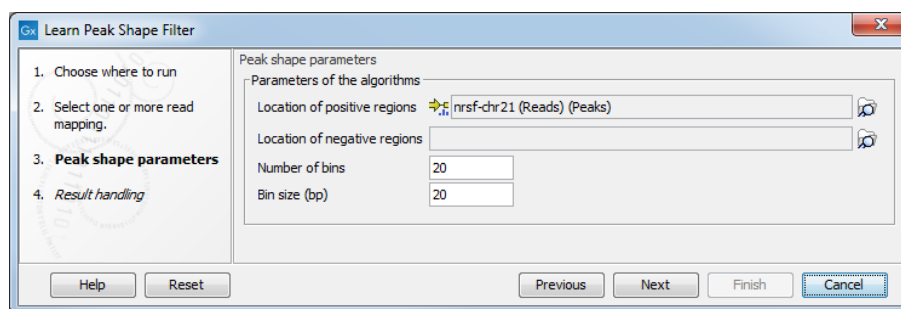 Gx Learn Peak Shape Filter
1. Choose where to run
2. Select one or more read
mapping.
3. Peak shape parameters
4. Result handling
Peak shape parameters
Parameters of the algorithms
Location of positive regions nrsf-chr21 (Reads) (Peaks)
Location of negative regions
Number of bins 20
Bin size (bp) 20
Help Reset Previous Next Finish Cancel